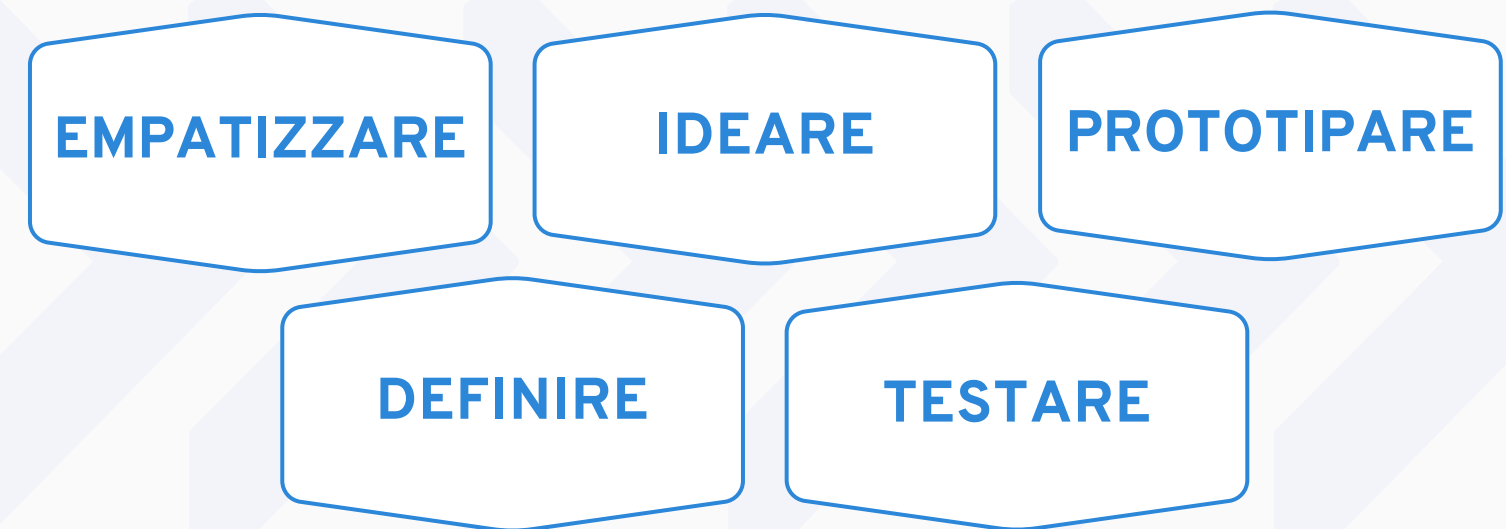 EMPATIZZARE
IDEARE
PROTOTIPARE
DEFINIRE
TESTARE